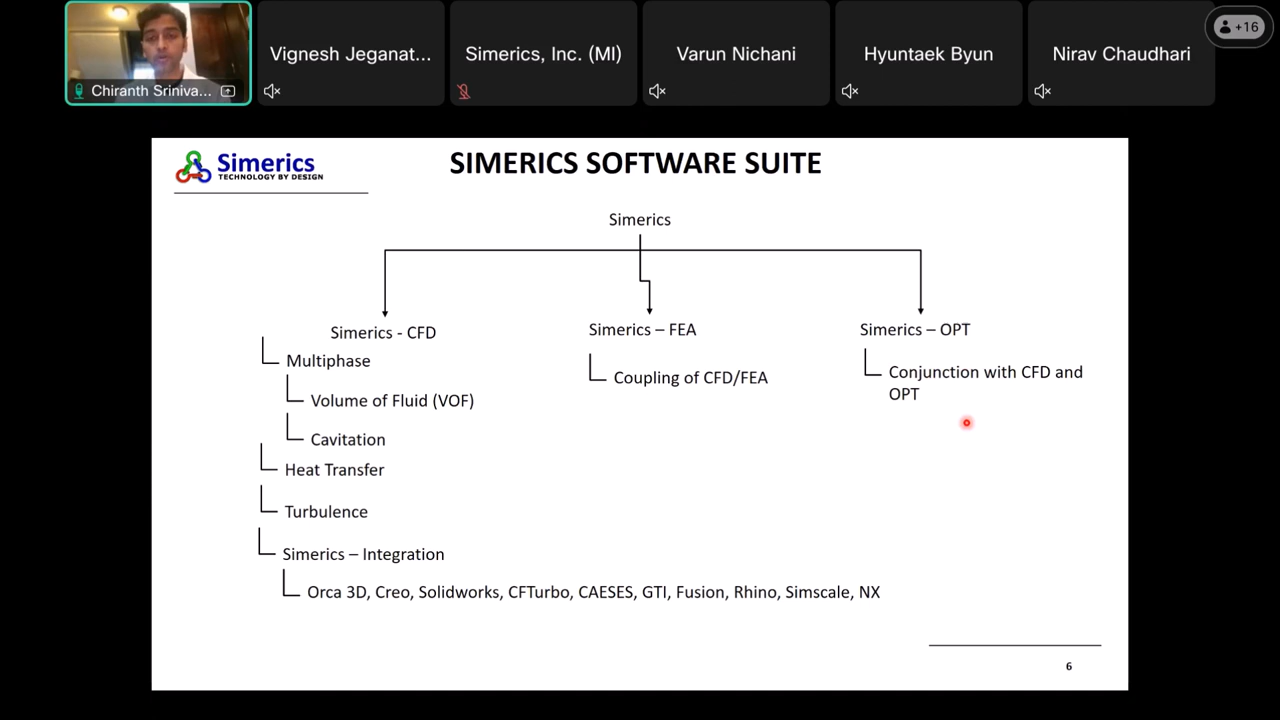 Chiranth Sriniva...
Vignesh Jeganat...
Simerics, Inc. (MI)
Varun Nichani
Hyuntaek Byun
Nirav Chaudhari
+16
Simerics
TECHNOLOGY BY DESIGN
SIMERICS SOFTWARE SUITE
Simerics
Simerics - CFD
Multiphase
Volume of Fluid (VOF)
Cavitation
Heat Transfer
Turbulence
Simerics – Integration
Orca 3D, Creo, Solidworks, CFTurbo, CAESES, GTI, Fusion, Rhino, Simscale, NX
Simerics – FEA
Coupling of CFD/FEA
Simerics – OPT
Conjunction with CFD and
OPT
6